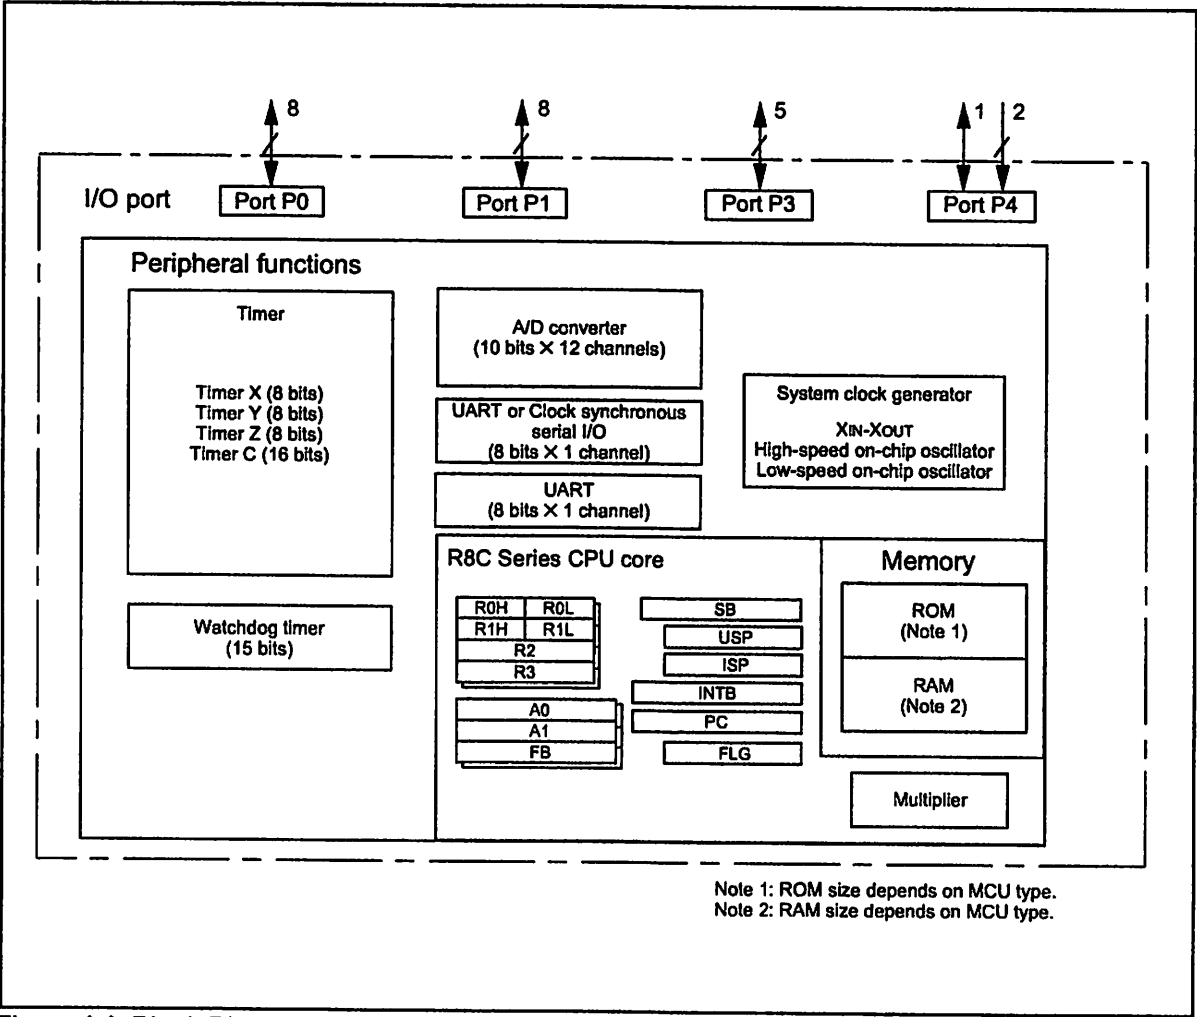 8
8
5
1
2
I/O port
Port P0
Port P1
Port P3
Port P4
Peripheral functions
Timer
Timer X (8 bits)
Timer Y (8 bits)
Timer Z (8 bits)
Timer C (16 bits)
Watchdog timer
(15 bits)
A/D converter
(10 bits X 12 channels)
UART or Clock synchronous
serial I/O
(8 bits X 1 channel)
UART
(8 bits X 1 channel)
System clock generator
XIN-XOUT
High-speed on-chip oscillator
Low-speed on-chip oscillator
R8C Series CPU core
R0H R0L
R1H R1L
R2
R3
A0
A1
FB
SB
USP
ISP
INTB
PC
FLG
Memory
ROM
(Note 1)
RAM
(Note 2)
Multiplier
Note 1: ROM size depends on MCU type.
Note 2: RAM size depends on MCU type.